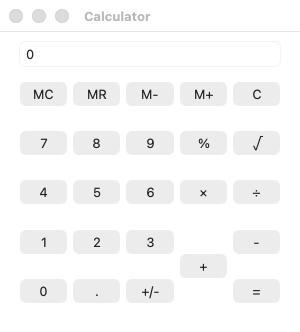 Calculator
0
MC MR M- M+ C
7 8 9 % √
4 5 6 × ÷
1 2 3 -
+
0 . +/- =